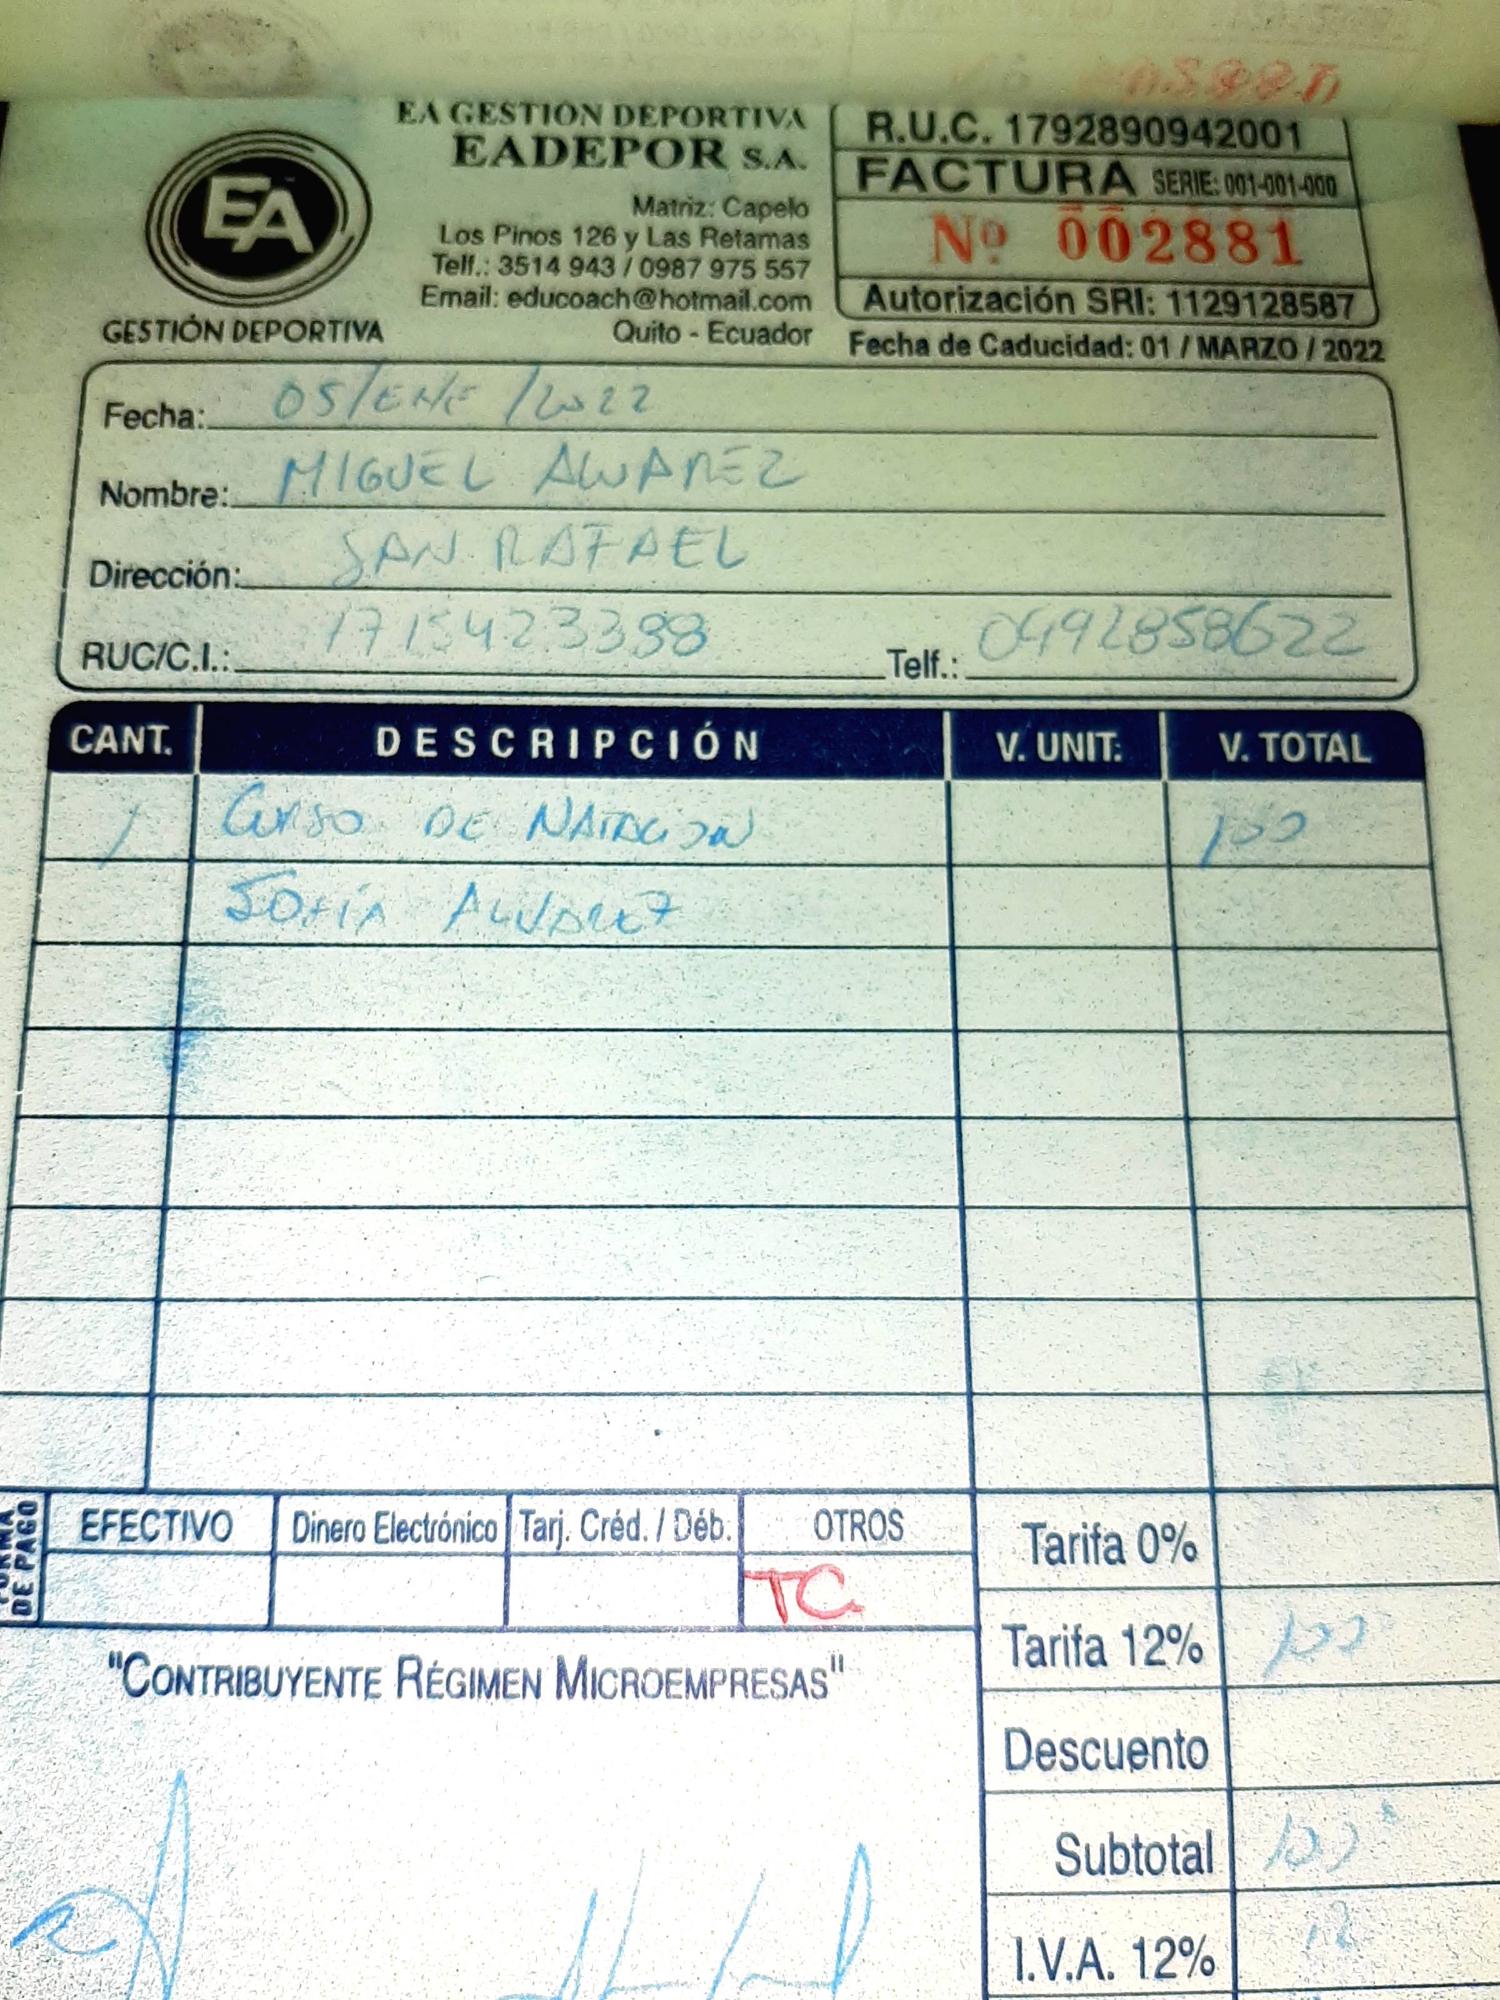 EA GESTION DEPORTIVA
EADEPOR S.A.
Matriz: Capelo
Los Pinos 126 y Las Retamas
Telf.: 3514 943 / 0987 975 557
Email: educoach@hotmail.com
Quito - Ecuador
EA
GESTIÓN DEPORTIVA
R.U.C. 1792890942001
FACTURA SERIE: 001-001-000
Nº 002881
Autorización SRI: 1129128587
Fecha de Caducidad: 01 / MARZO / 2022
Fecha: 05/ENE/2022
Nombre: MIGUEL ALVAREZ
Dirección: SAN RAFAEL
RUC/C.I.: Telf.:
CANT. DESCRIPCIÓN V. UNIT: V. TOTAL
1 CURSO DE NATACION 100
SOFÍA ALVAREZ
FORMA DE PAGO
EFECTIVO Dinero Electrónico Tarj. Créd. / Déb. OTROS
TC
"CONTRIBUYENTE RÉGIMEN MICROEMPRESAS"
Tarifa 0%
Tarifa 12% 100
Descuento
Subtotal 100
I.V.A. 12% 12